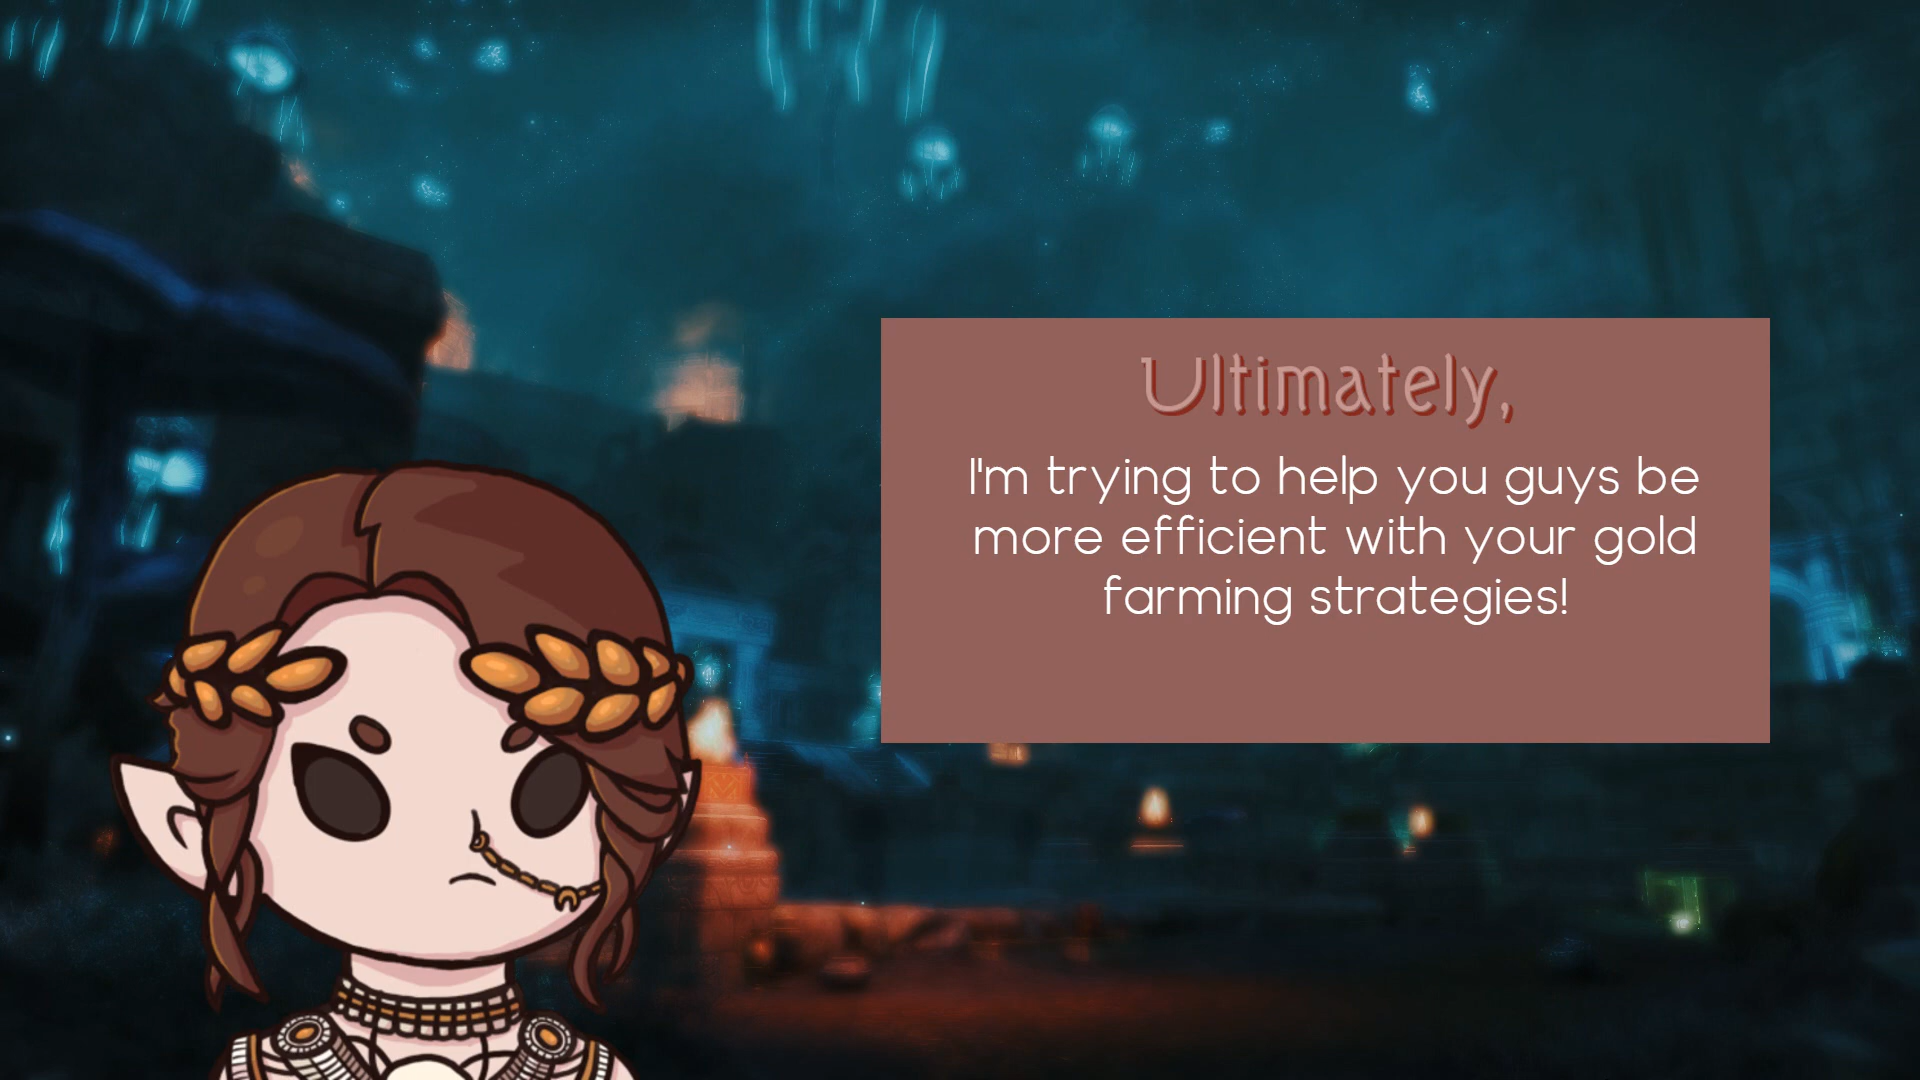 Ultimately,
I'm trying to help you guys be
more efficient with your gold
farming strategies!